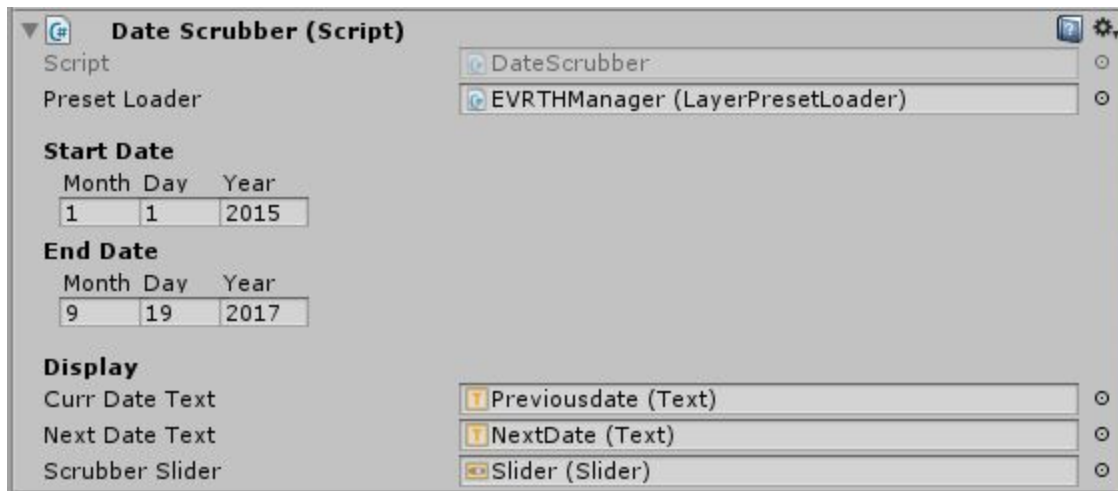 Date Scrubber (Script)
Script DateScrubber
Preset Loader EVRTHManager (LayerPresetLoader)
Start Date
Month Day Year
1 1 2015
End Date
Month Day Year
9 19 2017
Display
Curr Date Text Previousdate (Text)
Next Date Text NextDate (Text)
Scrubber Slider Slider (Slider)